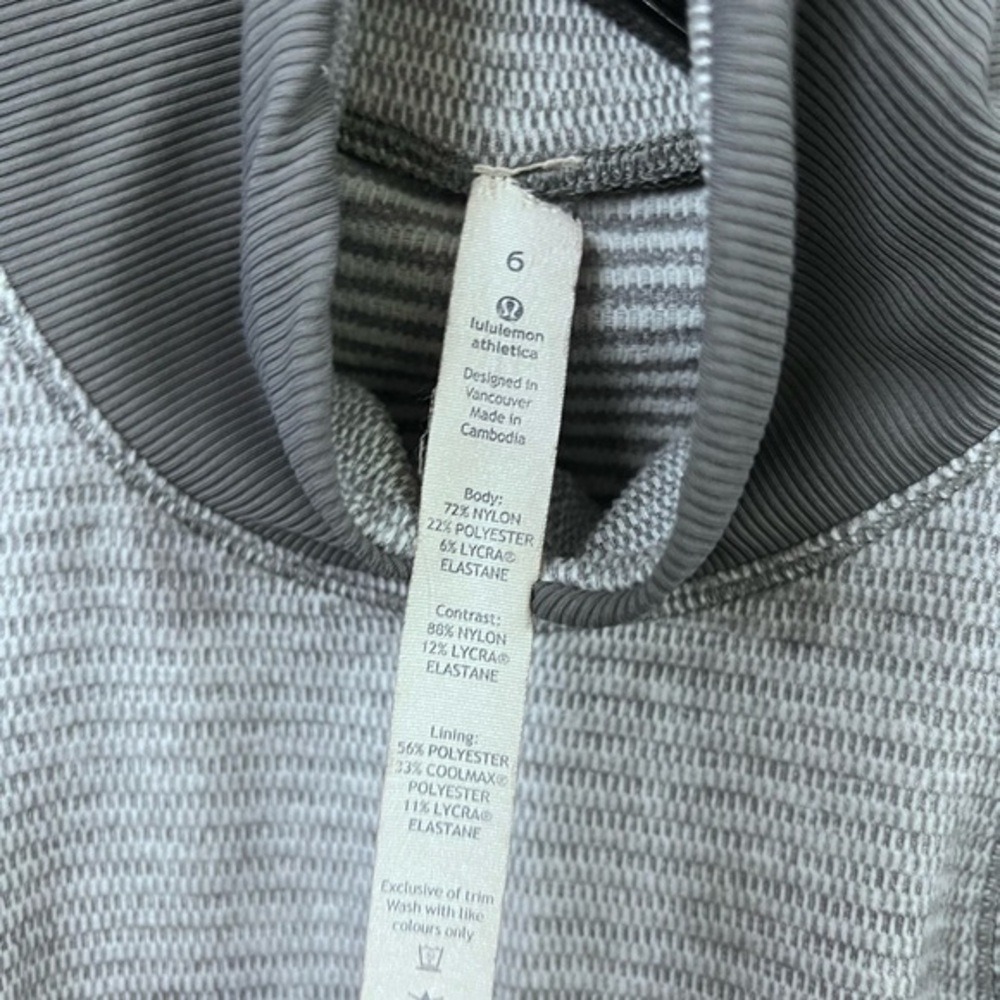 6
lululemon
athletica
Designed in
Vancouver
Made in
Cambodia
Body:
72% NYLON
22% POLYESTER
6% LYCRA®
ELASTANE
Contrast:
88% NYLON
12% LYCRA®
ELASTANE
Lining:
56% POLYESTER
33% COOLMAX®
POLYESTER
11% LYCRA®
ELASTANE
Exclusive of trim
Wash with like
colours only